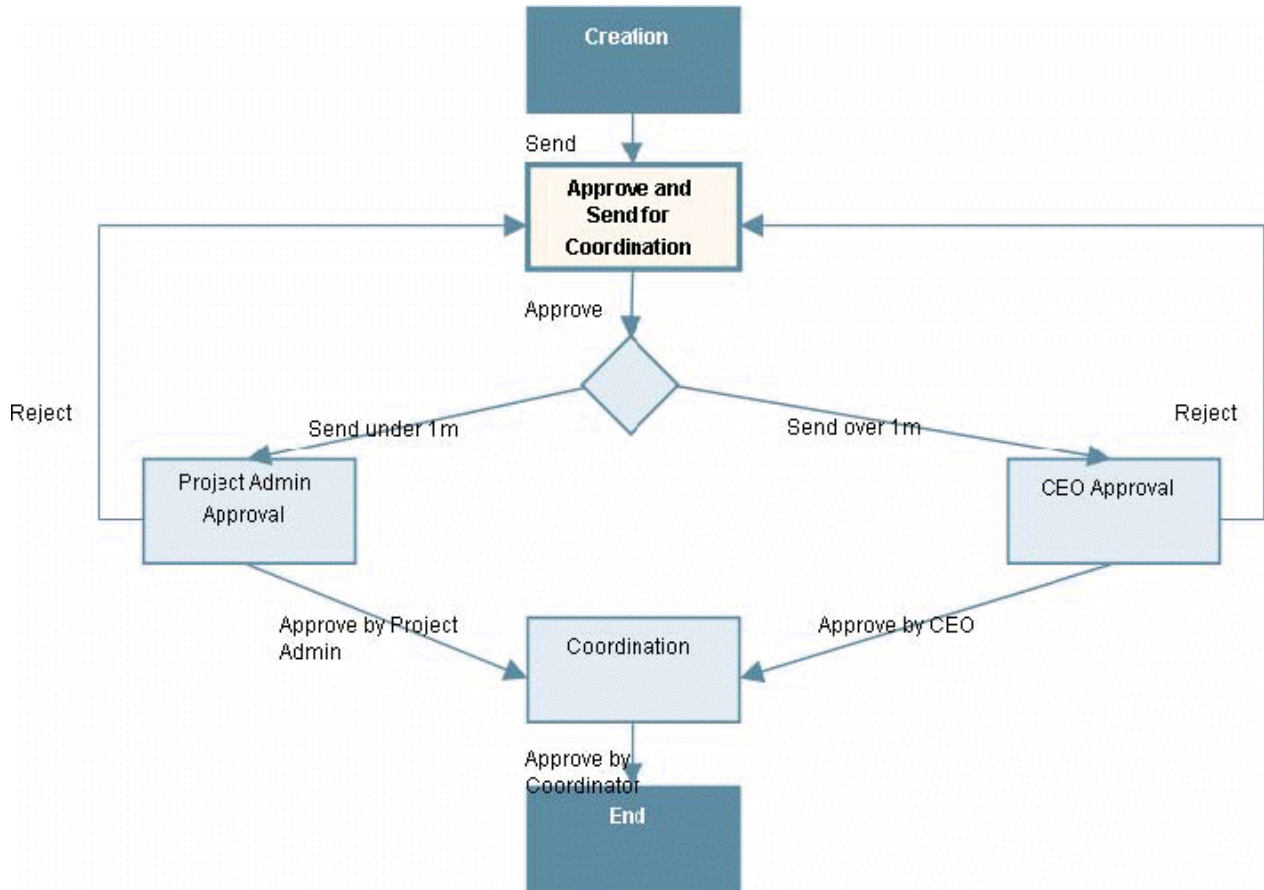 Creation
Send
Approve and
Send for
Coordination
Approve
Reject
Send under 1m
Send over 1m
Reject
Project Admin
Approval
CEO Approval
Approve by Project
Admin
Coordination
Approve by CEO
Approve by
Coordinator
End